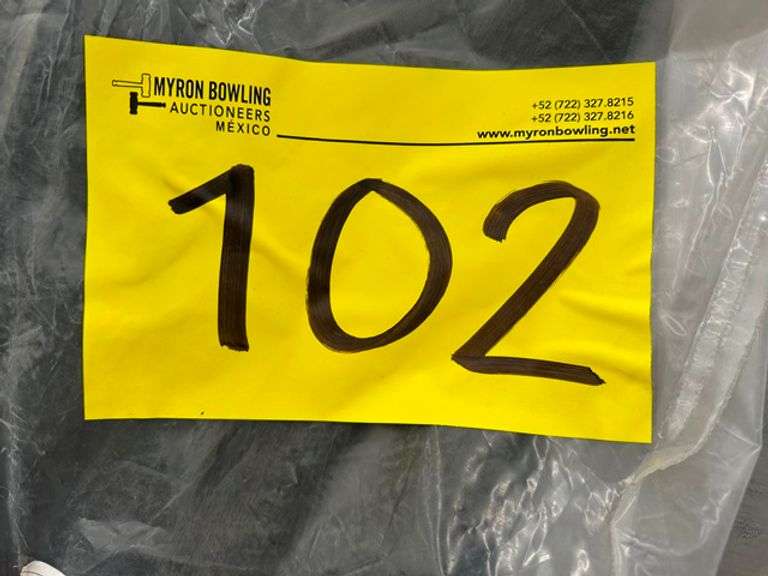 MYRON BOWLING
AUCTIONEERS
MÉXICO
+52 (722) 327.8215
+52 (722) 327.8216
www.myronbowling.net
102